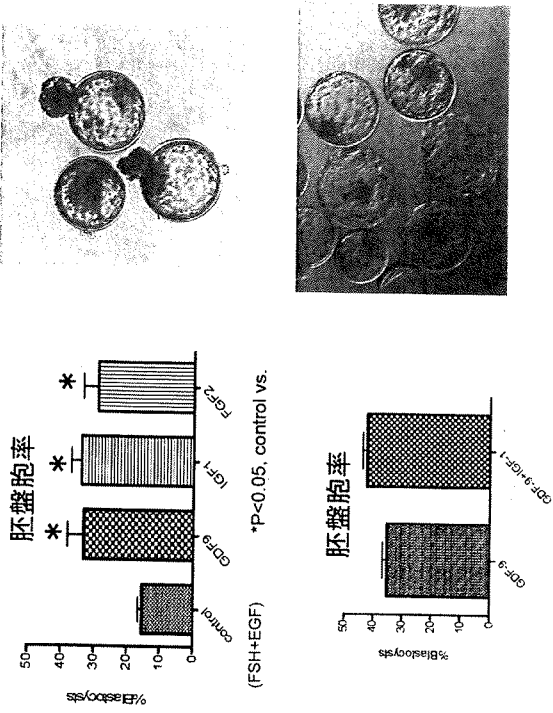 胚盤胞率
%Blastocysts
50
40
30
20
10
0
control
GDF9
IGF1
FGF2
*
*
*
(FSH+EGF)
*P<0.05, control vs.
胚盤胞率
%Blastocysts
50
40
30
20
10
0
GDF-9
GDF-9+IGF-1